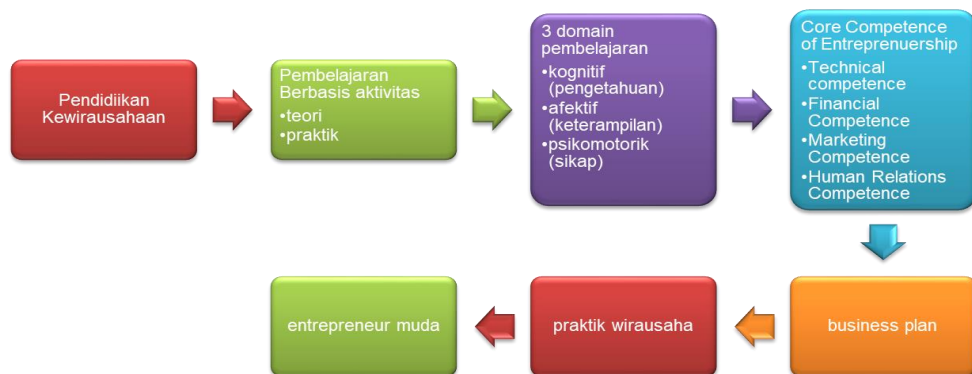 Pendidiikan
Kewirausahaan
Pembelajaran
Berbasis aktivitas
•teori
•praktik
3 domain
pembelajaran
•kognitif
(pengetahuan)
•afektif
(keterampilan)
•psikomotorik
(sikap)
Core Competence
of Entreprenuership
•Technical
competence
•Financial
Competence
•Marketing
Competence
•Human Relations
Competence
business plan
praktik wirausaha
entrepreneur muda